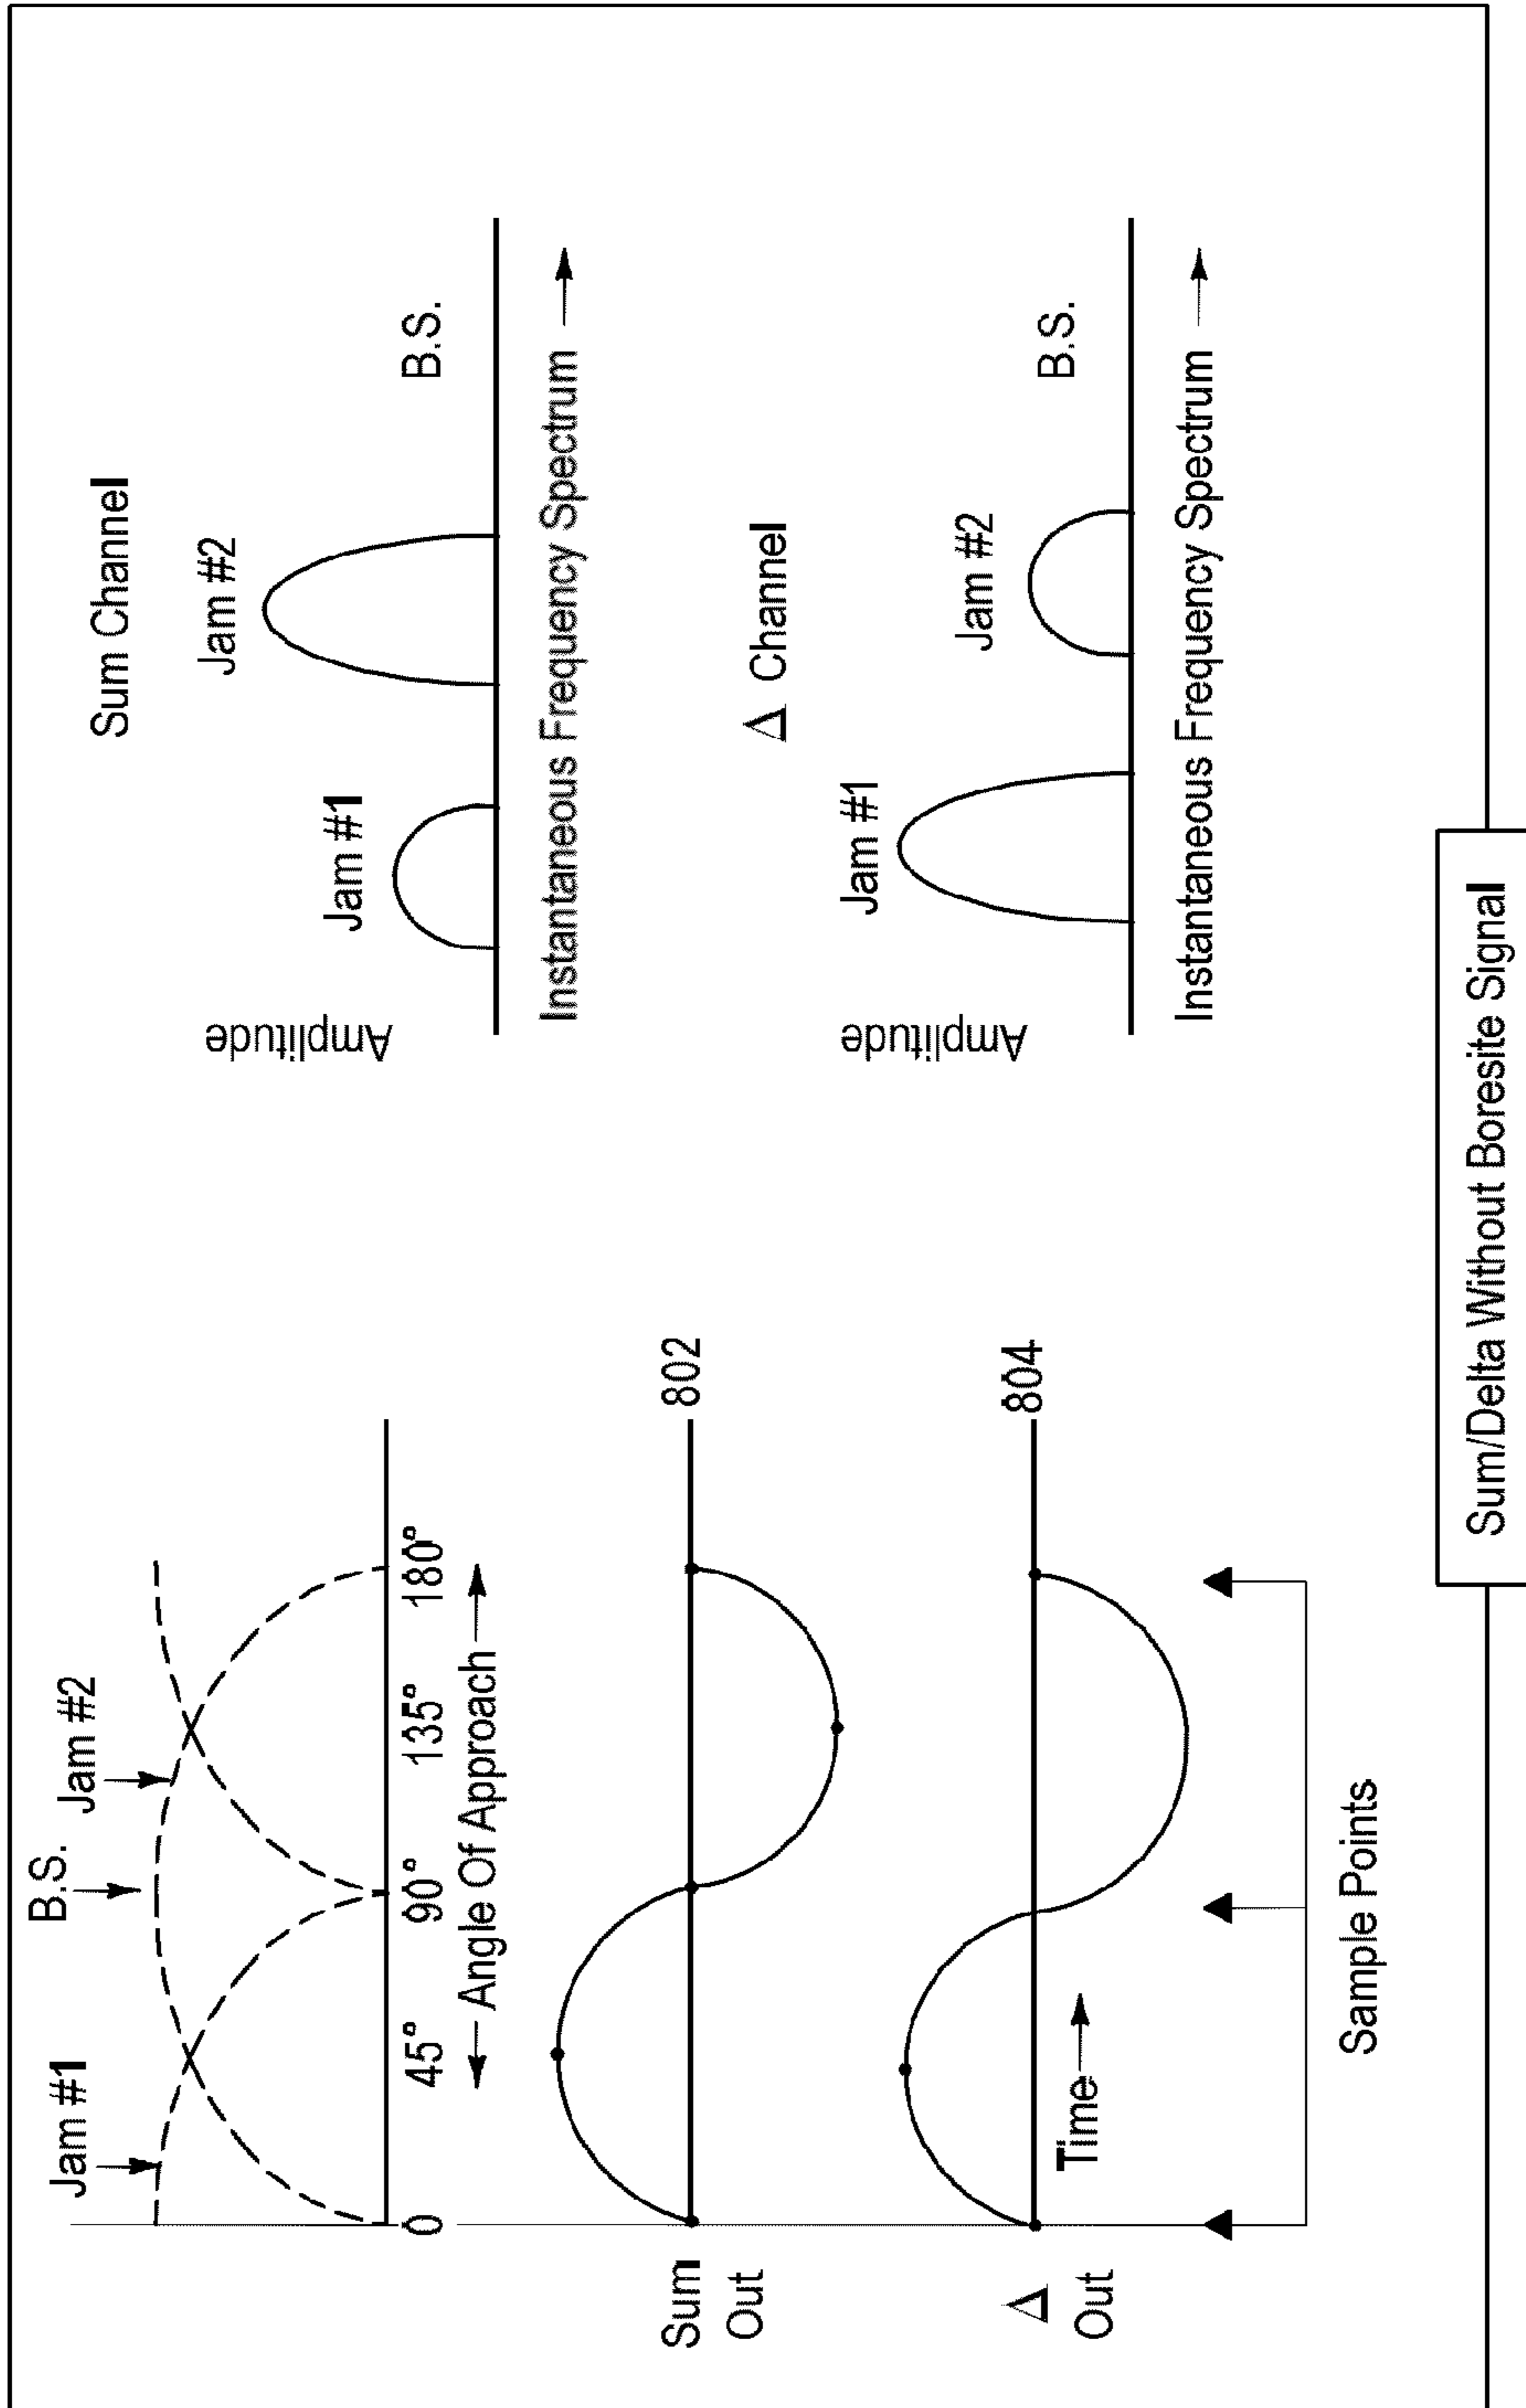 Jam #1
B.S.
Jam #2
0
45°
90°
135°
180°
← Angle Of Approach →
Sum
Out
802
Δ
Out
804
Time →
Sample Points
Sum Channel
Amplitude
Jam #1
Jam #2
B.S.
Instantaneous Frequency Spectrum →
Δ Channel
Amplitude
Jam #1
Jam #2
B.S.
Instantaneous Frequency Spectrum →
Sum/Delta Without Boresite Signal